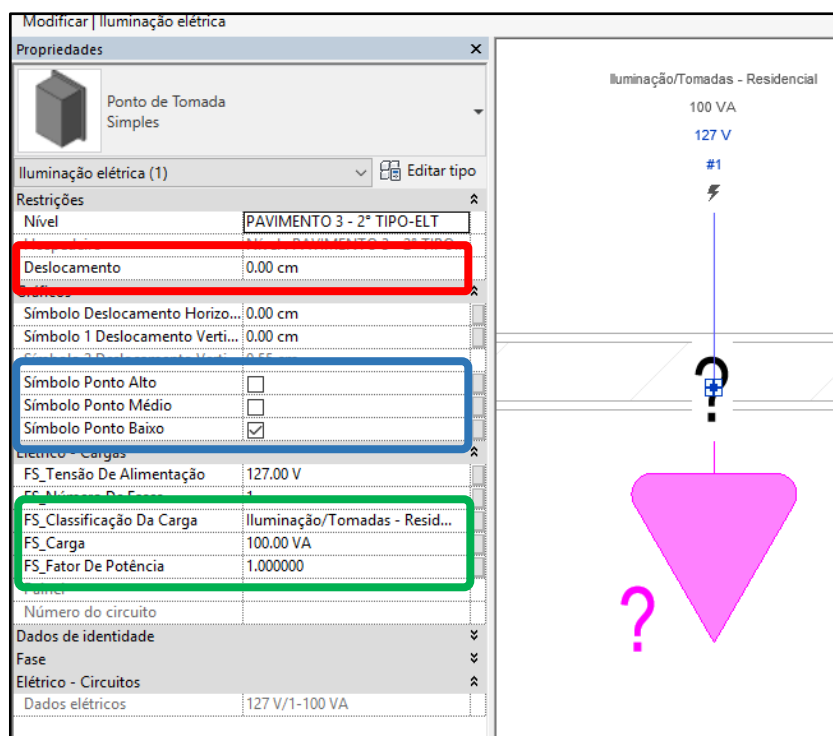 Modificar | Iluminação elétrica
Propriedades
Ponto de Tomada
Simples
Iluminação elétrica (1)
Editar tipo
Restrições
Nível PAVIMENTO 3 - 2° TIPO-ELT
Deslocamento 0.00 cm
Gráficos
Símbolo Deslocamento Horizo... 0.00 cm
Símbolo 1 Deslocamento Verti... 0.00 cm
Símbolo Ponto Alto
Símbolo Ponto Médio
Símbolo Ponto Baixo
Elétrico - Cargas
FS_Tensão De Alimentação 127.00 V
FS_Classificação Da Carga Iluminação/Tomadas - Resid...
FS_Carga 100.00 VA
FS_Fator De Potência 1.000000
Número do circuito
Dados de identidade
Fase
Elétrico - Circuitos
Dados elétricos 127 V/1-100 VA
Iluminação/Tomadas - Residencial
100 VA
127 V
#1
?
?